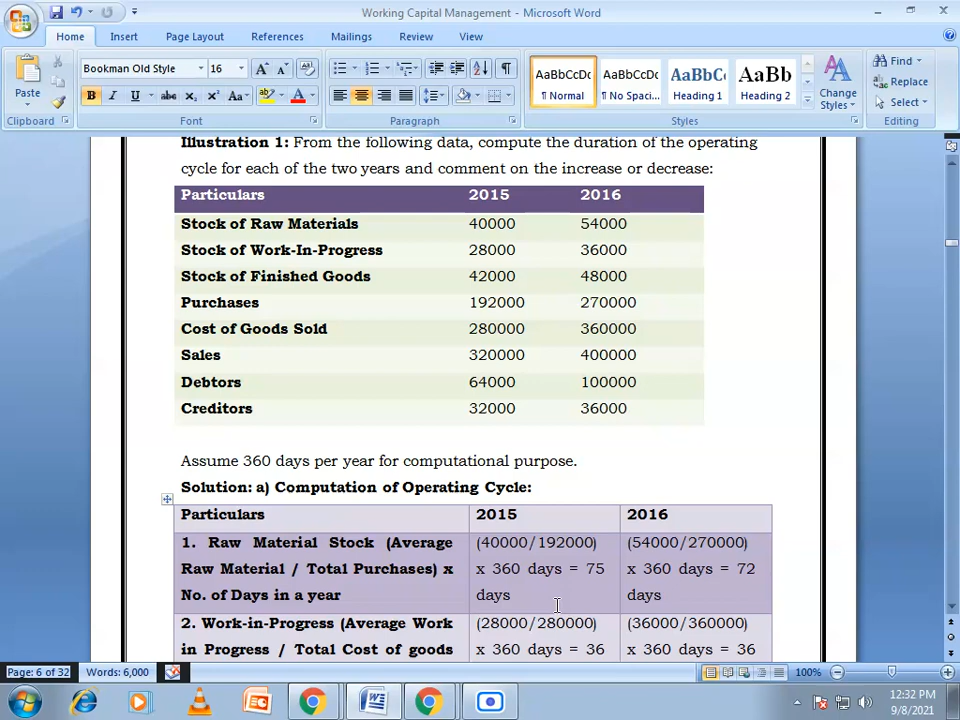 Working Capital Management - Microsoft Word
Home Insert Page Layout References Mailings Review View
Paste
Clipboard
Bookman Old Style 16
Font
Paragraph
AaBbCcDc AaBbCcDc AaBbCc AaBb
¶ Normal ¶ No Spaci... Heading 1 Heading 2
Change Styles
Styles
Find
Replace
Select
Editing
Illustration 1: From the following data, compute the duration of the operating
cycle for each of the two years and comment on the increase or decrease:
Particulars 2015 2016
Stock of Raw Materials 40000 54000
Stock of Work-In-Progress 28000 36000
Stock of Finished Goods 42000 48000
Purchases 192000 270000
Cost of Goods Sold 280000 360000
Sales 320000 400000
Debtors 64000 100000
Creditors 32000 36000
Assume 360 days per year for computational purpose.
Solution: a) Computation of Operating Cycle:
Particulars 2015 2016
1. Raw Material Stock (Average (40000/192000) (54000/270000)
Raw Material / Total Purchases) x x 360 days = 75 x 360 days = 72
No. of Days in a year days days
2. Work-in-Progress (Average Work (28000/280000) (36000/360000)
in Progress / Total Cost of goods x 360 days = 36 x 360 days = 36
Page: 6 of 32 Words: 6,000 100%
12:32 PM
9/8/2021